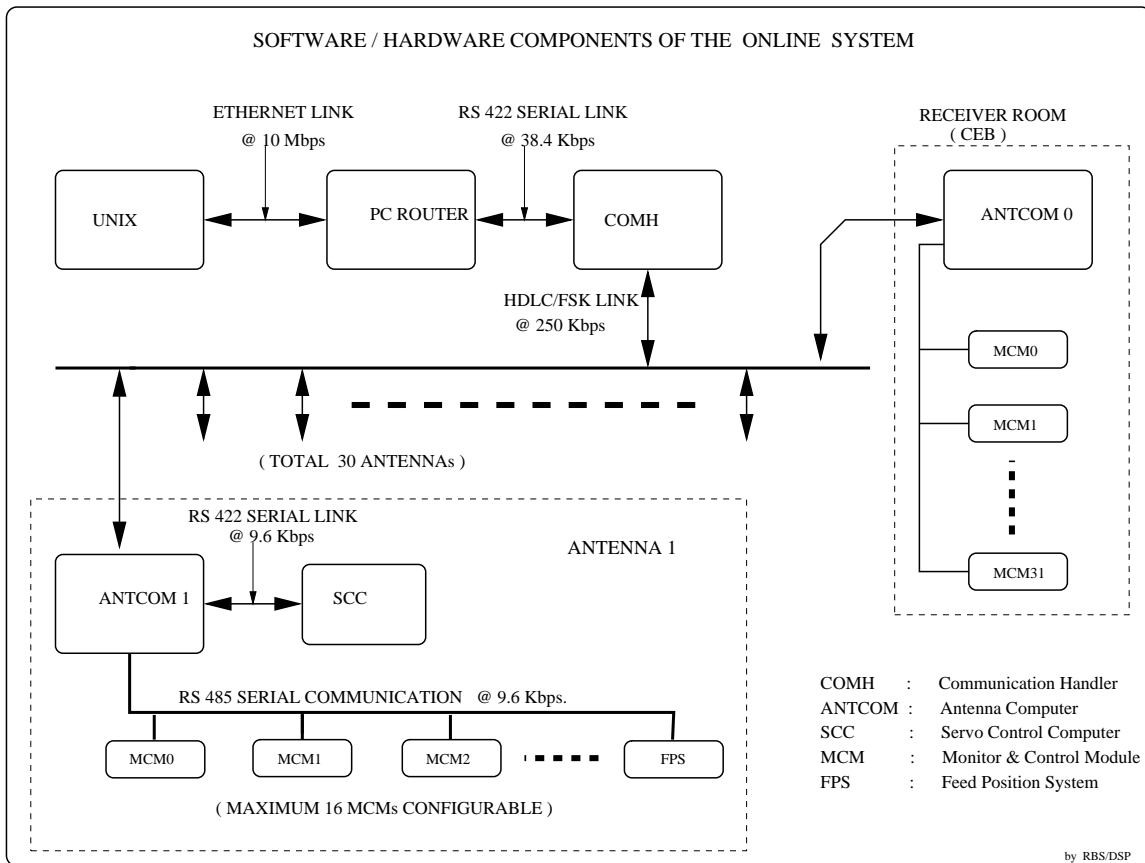 SOFTWARE / HARDWARE COMPONENTS OF THE ONLINE SYSTEM
ETHERNET LINK
@ 10 Mbps
RS 422 SERIAL LINK
@ 38.4 Kbps
RECEIVER ROOM
( CEB )
UNIX
PC ROUTER
COMH
ANTCOM 0
HDLC/FSK LINK
@ 250 Kbps
MCM0
MCM1
MCM31
( TOTAL 30 ANTENNAs )
RS 422 SERIAL LINK
@ 9.6 Kbps
ANTENNA 1
ANTCOM 1
SCC
RS 485 SERIAL COMMUNICATION @ 9.6 Kbps.
MCM0
MCM1
MCM2
FPS
( MAXIMUM 16 MCMs CONFIGURABLE )
COMH : Communication Handler
ANTCOM : Antenna Computer
SCC : Servo Control Computer
MCM : Monitor & Control Module
FPS : Feed Position System
by RBS/DSP